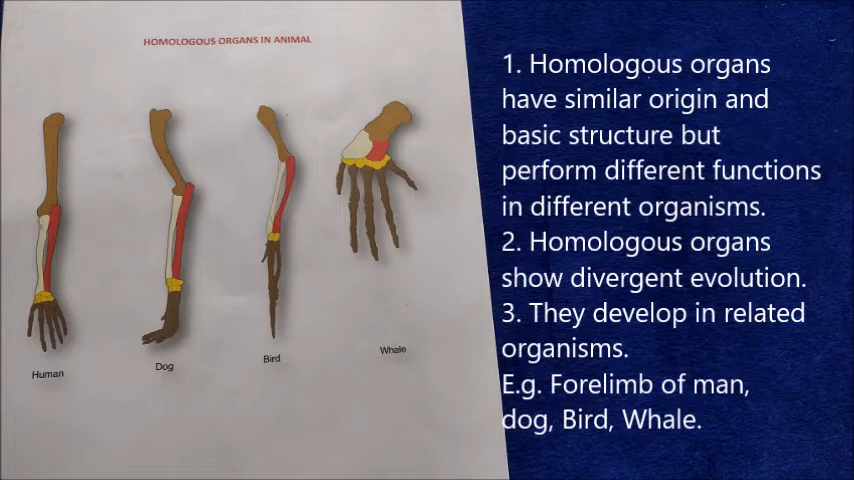 HOMOLOGOUS ORGANS IN ANIMAL
Human
Dog
Bird
Whale
1. Homologous organs
have similar origin and
basic structure but
perform different functions
in different organisms.
2. Homologous organs
show divergent evolution.
3. They develop in related
organisms.
E.g. Forelimb of man,
dog, Bird, Whale.